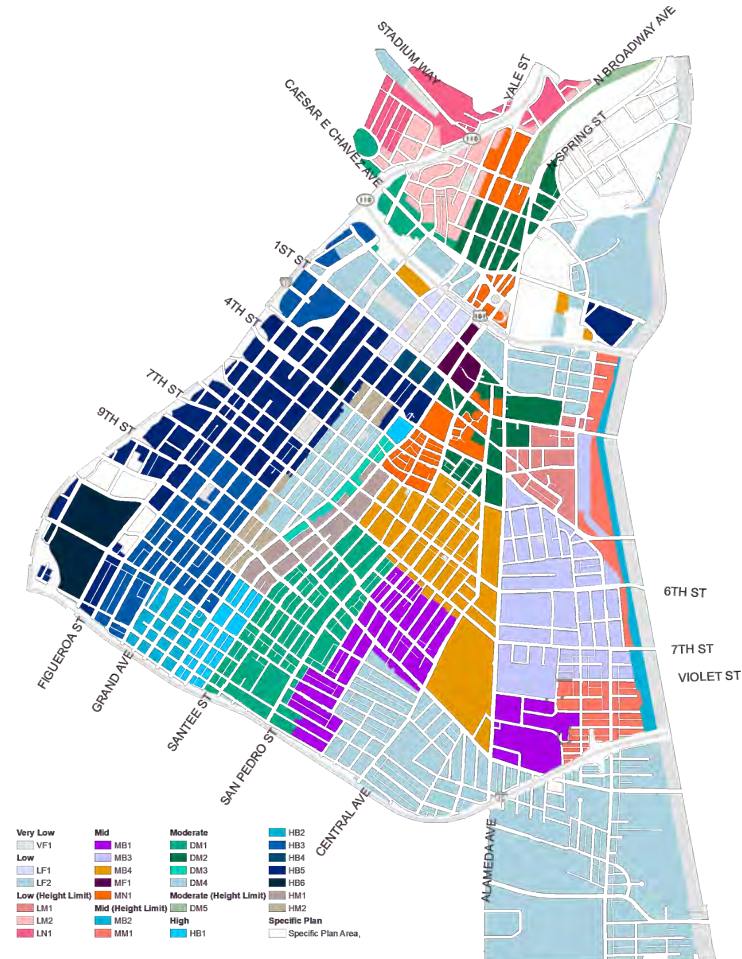 STADIUM WAY
YALE ST
N BROADWAY AVE
CAESAR E CHAVEZ AVE
N SPRING ST
110
110
1ST ST
4TH ST
101
7TH ST
9TH ST
6TH ST
7TH ST
VIOLET ST
FIGUEROA ST
GRAND AVE
SANTEE ST
SAN PEDRO ST
CENTRAL AVE
ALAMEDA AVE
Very Low
VF1
Low
LF1
LF2
Low (Height Limit)
LM1
LM2
LN1
Mid
MB1
MB3
MB4
MF1
MN1
Mid (Height Limit)
MB2
MM1
Moderate
DM1
DM2
DM3
DM4
Moderate (Height Limit)
DM5
High
HB1
HB2
HB3
HB4
HB5
HB6
HM1
HM2
Specific Plan
Specific Plan Area,